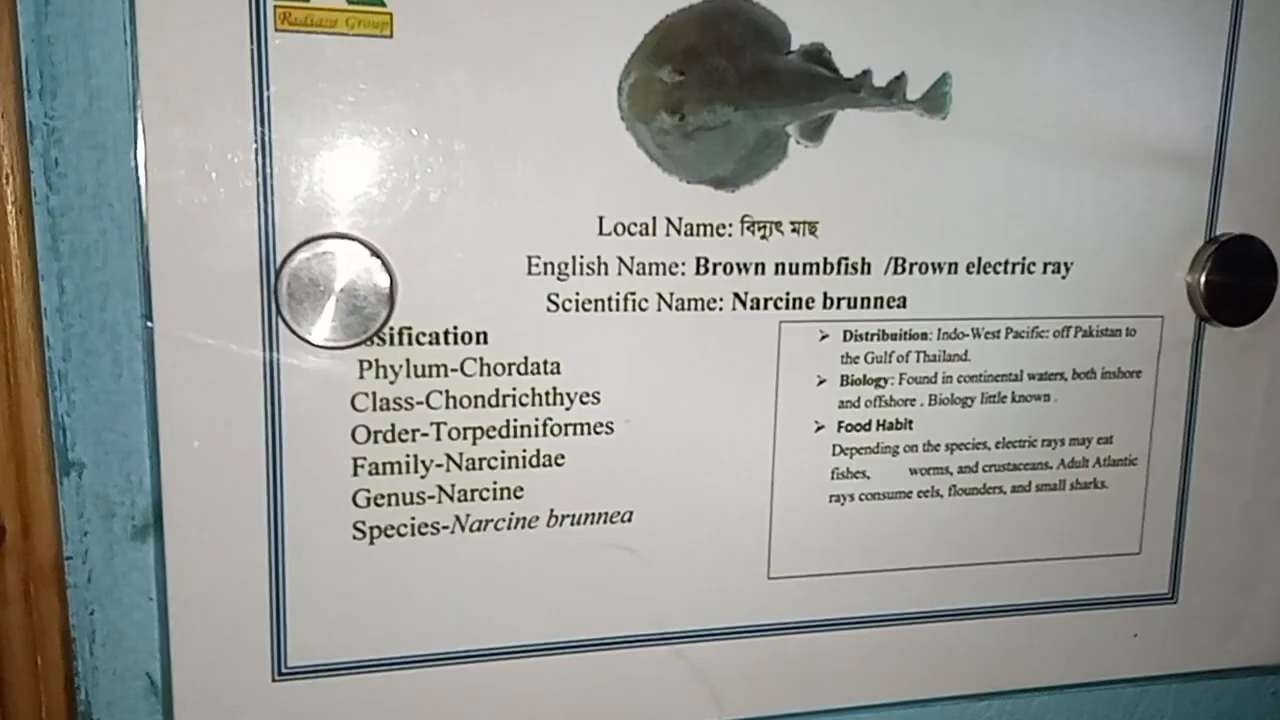 Radiant Group
Local Name: বিদ্যুৎ মাছ
English Name: Brown numbfish /Brown electric ray
Scientific Name: Narcine brunnea
ssification
Phylum-Chordata
Class-Chondrichthyes
Order-Torpediniformes
Family-Narcinidae
Genus-Narcine
Species-Narcine brunnea
➢ Distribuition: Indo-West Pacific: off Pakistan to
the Gulf of Thailand.
➢ Biology: Found in continental waters, both inshore
and offshore . Biology little known .
➢ Food Habit
Depending on the species, electric rays may eat
fishes, worms, and crustaceans. Adult Atlantic
rays consume eels, flounders, and small sharks.